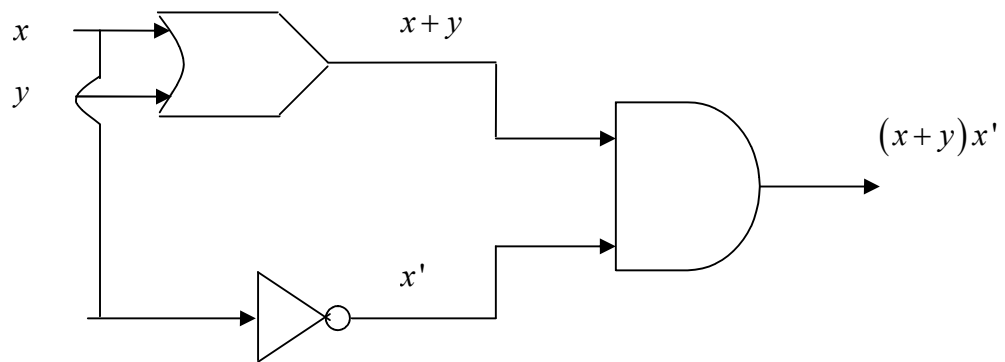 x
x + y
y
(x + y) x'
x'